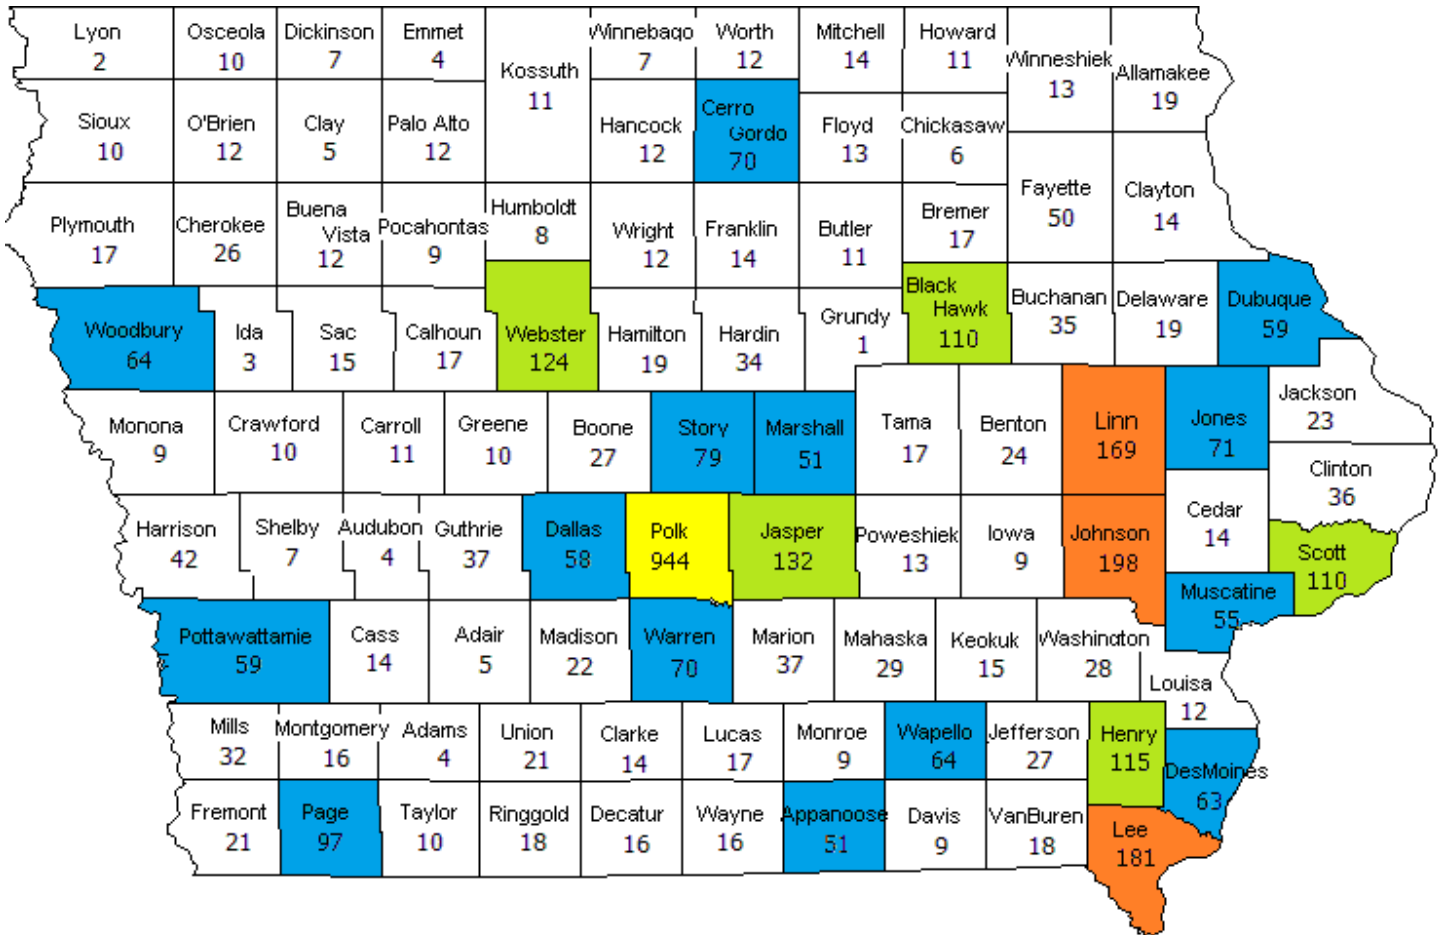 Lyon
2
Osceola
10
Dickinson
7
Emmet
4
Kossuth
11
Winnebago
7
Worth
12
Mitchell
14
Howard
11
Winneshiek
13
Allamakee
19
Sioux
10
O'Brien
12
Clay
5
Palo Alto
12
Hancock
12
Cerro
Gordo
70
Floyd
13
Chickasaw
6
Fayette
50
Clayton
14
Plymouth
17
Cherokee
26
Buena
Vista
12
Pocahontas
9
Humboldt
8
Wright
12
Franklin
14
Butler
11
Bremer
17
Woodbury
64
Ida
3
Sac
15
Calhoun
17
Webster
124
Hamilton
19
Hardin
34
Grundy
1
Black
Hawk
110
Buchanan
35
Delaware
19
Dubuque
59
Monona
9
Crawford
10
Carroll
11
Greene
10
Boone
27
Story
79
Marshall
51
Tama
17
Benton
24
Linn
169
Jones
71
Jackson
23
Clinton
36
Harrison
42
Shelby
7
Audubon
4
Guthrie
37
Dallas
58
Polk
944
Jasper
132
Poweshiek
13
Iowa
9
Johnson
198
Cedar
14
Scott
110
Muscatine
55
Pottawattamie
59
Cass
14
Adair
5
Madison
22
Warren
70
Marion
37
Mahaska
29
Keokuk
15
Washington
28
Louisa
12
Mills
32
Montgomery
16
Adams
4
Union
21
Clarke
14
Lucas
17
Monroe
9
Wapello
64
Jefferson
27
Henry
115
DesMoines
63
Fremont
21
Page
97
Taylor
10
Ringgold
18
Decatur
16
Wayne
16
Appanoose
51
Davis
9
VanBuren
18
Lee
181